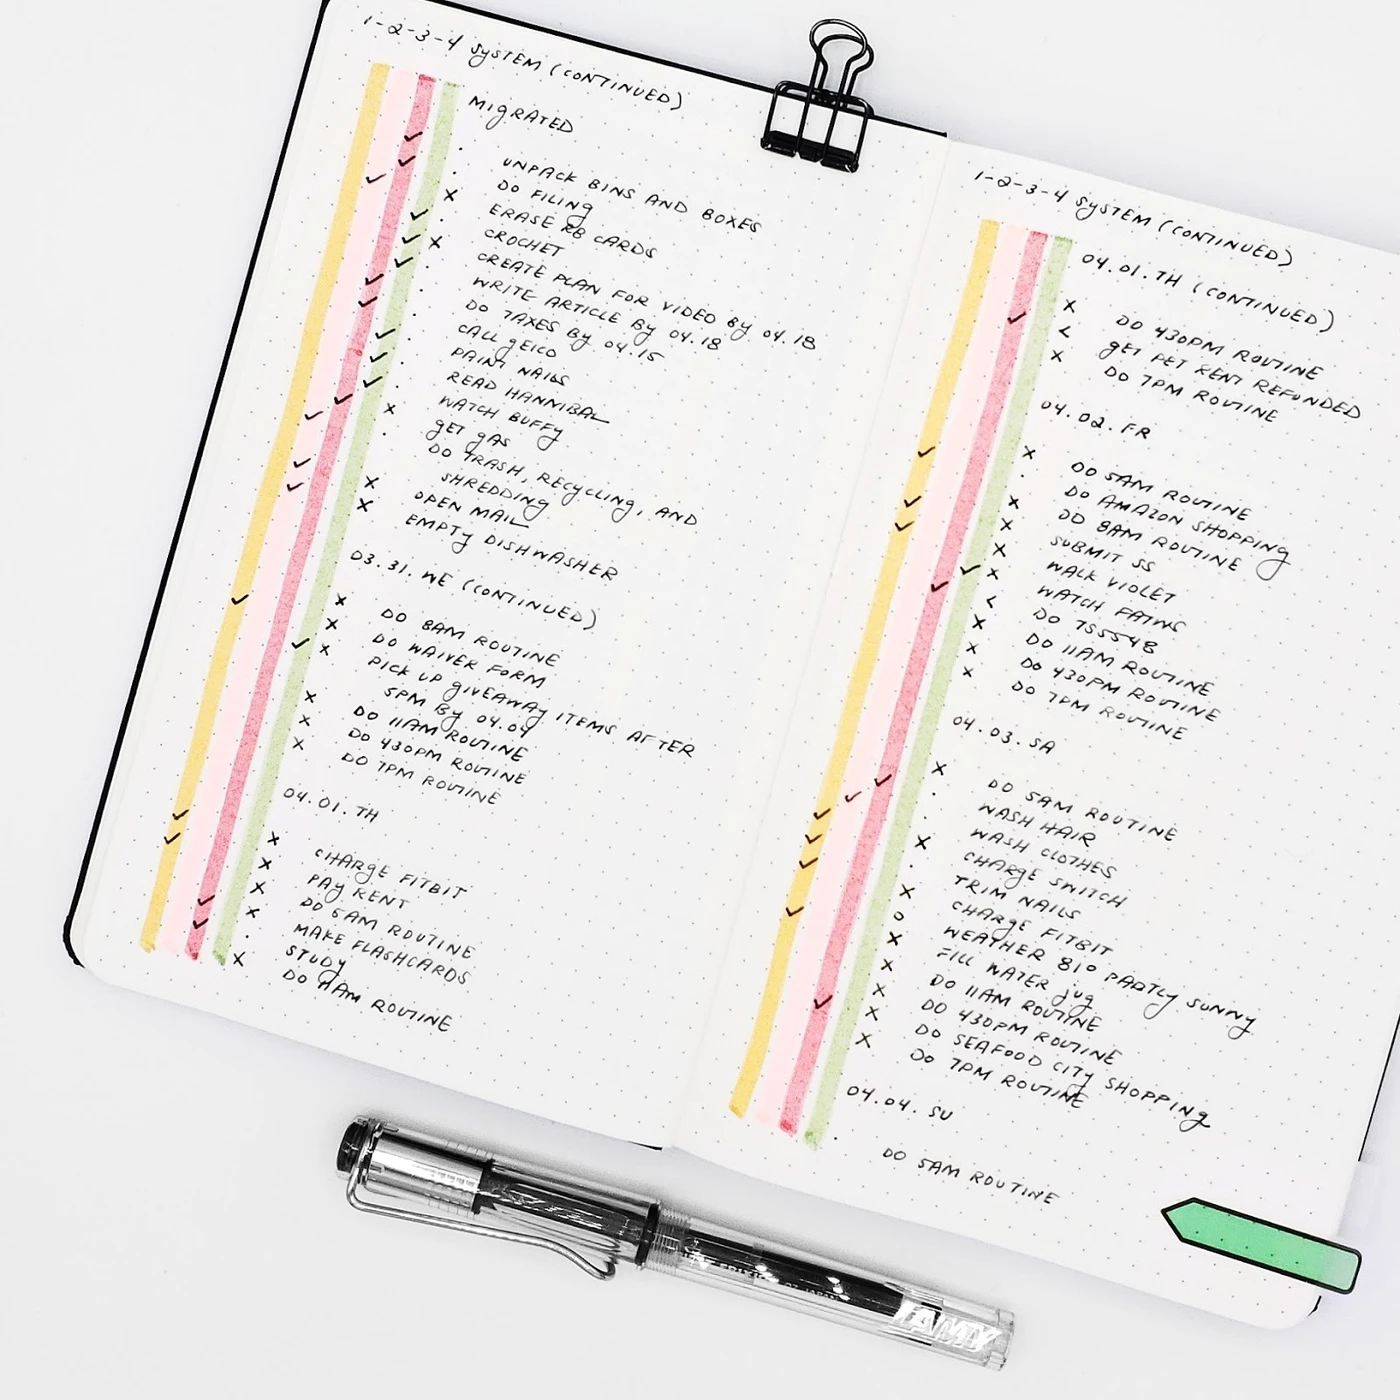 1-2-3-4 SYSTEM (CONTINUED)
MIGRATED
UNPACK BINS AND BOXES
DO FILING
ERASE RB CARDS
CROCHET
CREATE PLAN FOR VIDEO BY 04.18
WRITE ARTICLE BY 04.18
DO TAXES BY 04.15
CALL GEICO
PAINT NAILS
READ HANNIBAL
WATCH BUFFY
GET GAS
DO TRASH, RECYCLING, AND
SHREDDING
OPEN MAIL
EMPTY DISHWASHER
03.31.WE (CONTINUED)
DO 8AM ROUTINE
DO WAIVER FORM
PICK UP GIVEAWAY ITEMS AFTER
5PM BY 04.04
DO 11AM ROUTINE
DO 430PM ROUTINE
DO 7PM ROUTINE
04.01.TH
CHARGE FITBIT
PAY RENT
DO 5AM ROUTINE
MAKE FLASHCARDS
STUDY
DO 11AM ROUTINE
1-2-3-4 SYSTEM (CONTINUED)
04.01.TH (CONTINUED)
DO 430PM ROUTINE
GET PET RENT REFUNDED
DO 7PM ROUTINE
04.02.FR
DO 5AM ROUTINE
DO AMAZON SHOPPING
DO 8AM ROUTINE
SUBMIT SS
WALK VIOLET
WATCH FATWS
DO
DO 11AM ROUTINE
DO 430PM ROUTINE
DO 7PM ROUTINE
04.03.SA
DO 5AM ROUTINE
WASH HAIR
WASH CLOTHES
CHARGE SWITCH
TRIM NAILS
CHARGE FITBIT
WEATHER 81° PARTLY SUNNY
FILL WATER JUG
DO 11AM ROUTINE
DO 430PM ROUTINE
DO SEAFOOD CITY SHOPPING
DO 7PM ROUTINE
04.04.SU
DO 5AM ROUTINE
LAMY